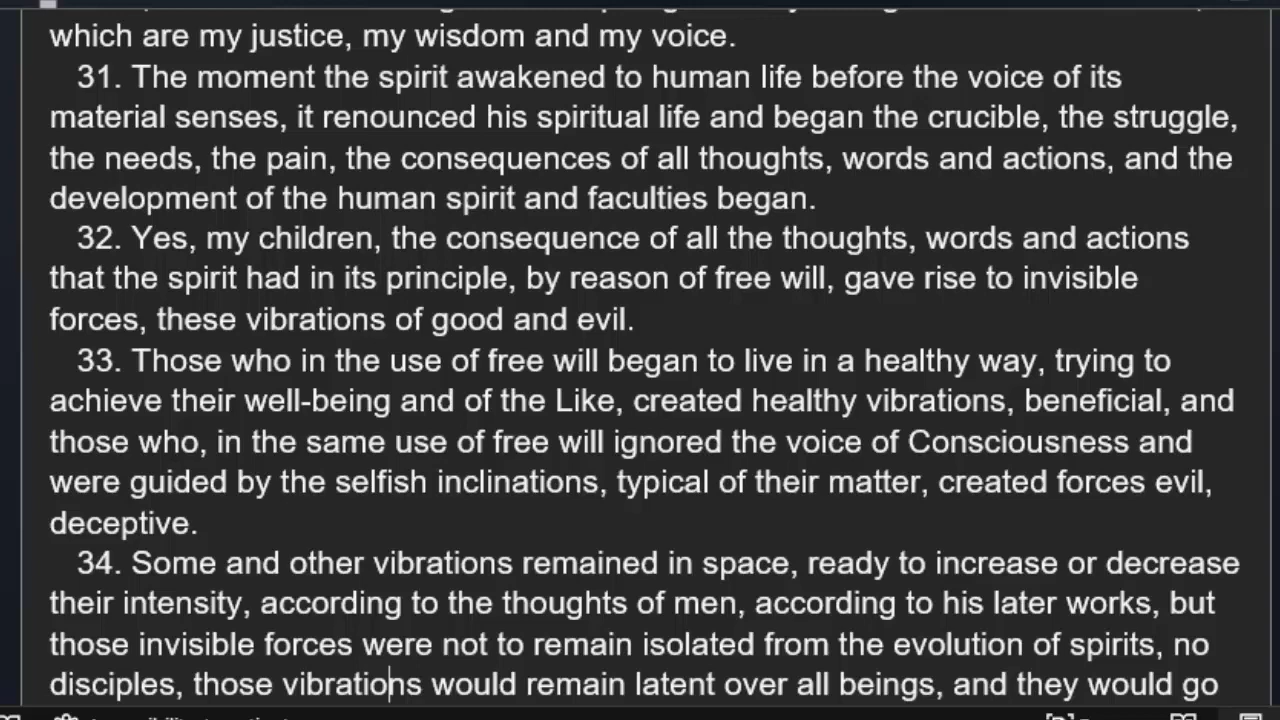 which are my justice, my wisdom and my voice.
31. The moment the spirit awakened to human life before the voice of its
material senses, it renounced his spiritual life and began the crucible, the struggle,
the needs, the pain, the consequences of all thoughts, words and actions, and the
development of the human spirit and faculties began.
32. Yes, my children, the consequence of all the thoughts, words and actions
that the spirit had in its principle, by reason of free will, gave rise to invisible
forces, these vibrations of good and evil.
33. Those who in the use of free will began to live in a healthy way, trying to
achieve their well-being and of the Like, created healthy vibrations, beneficial, and
those who, in the same use of free will ignored the voice of Consciousness and
were guided by the selfish inclinations, typical of their matter, created forces evil,
deceptive.
34. Some and other vibrations remained in space, ready to increase or decrease
their intensity, according to the thoughts of men, according to his later works, but
those invisible forces were not to remain isolated from the evolution of spirits, no
disciples, those vibrations would remain latent over all beings, and they would go